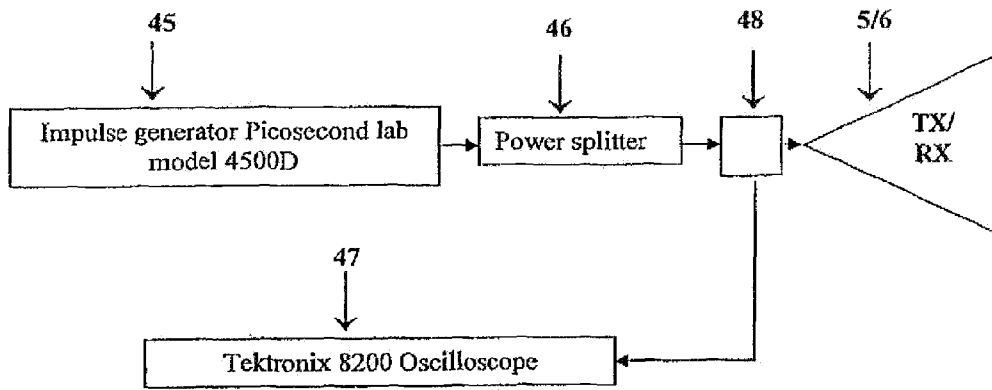 45
46
48
5/6
Impulse generator Picosecond lab
model 4500D
Power splitter
TX/
RX
47
Tektronix 8200 Oscilloscope